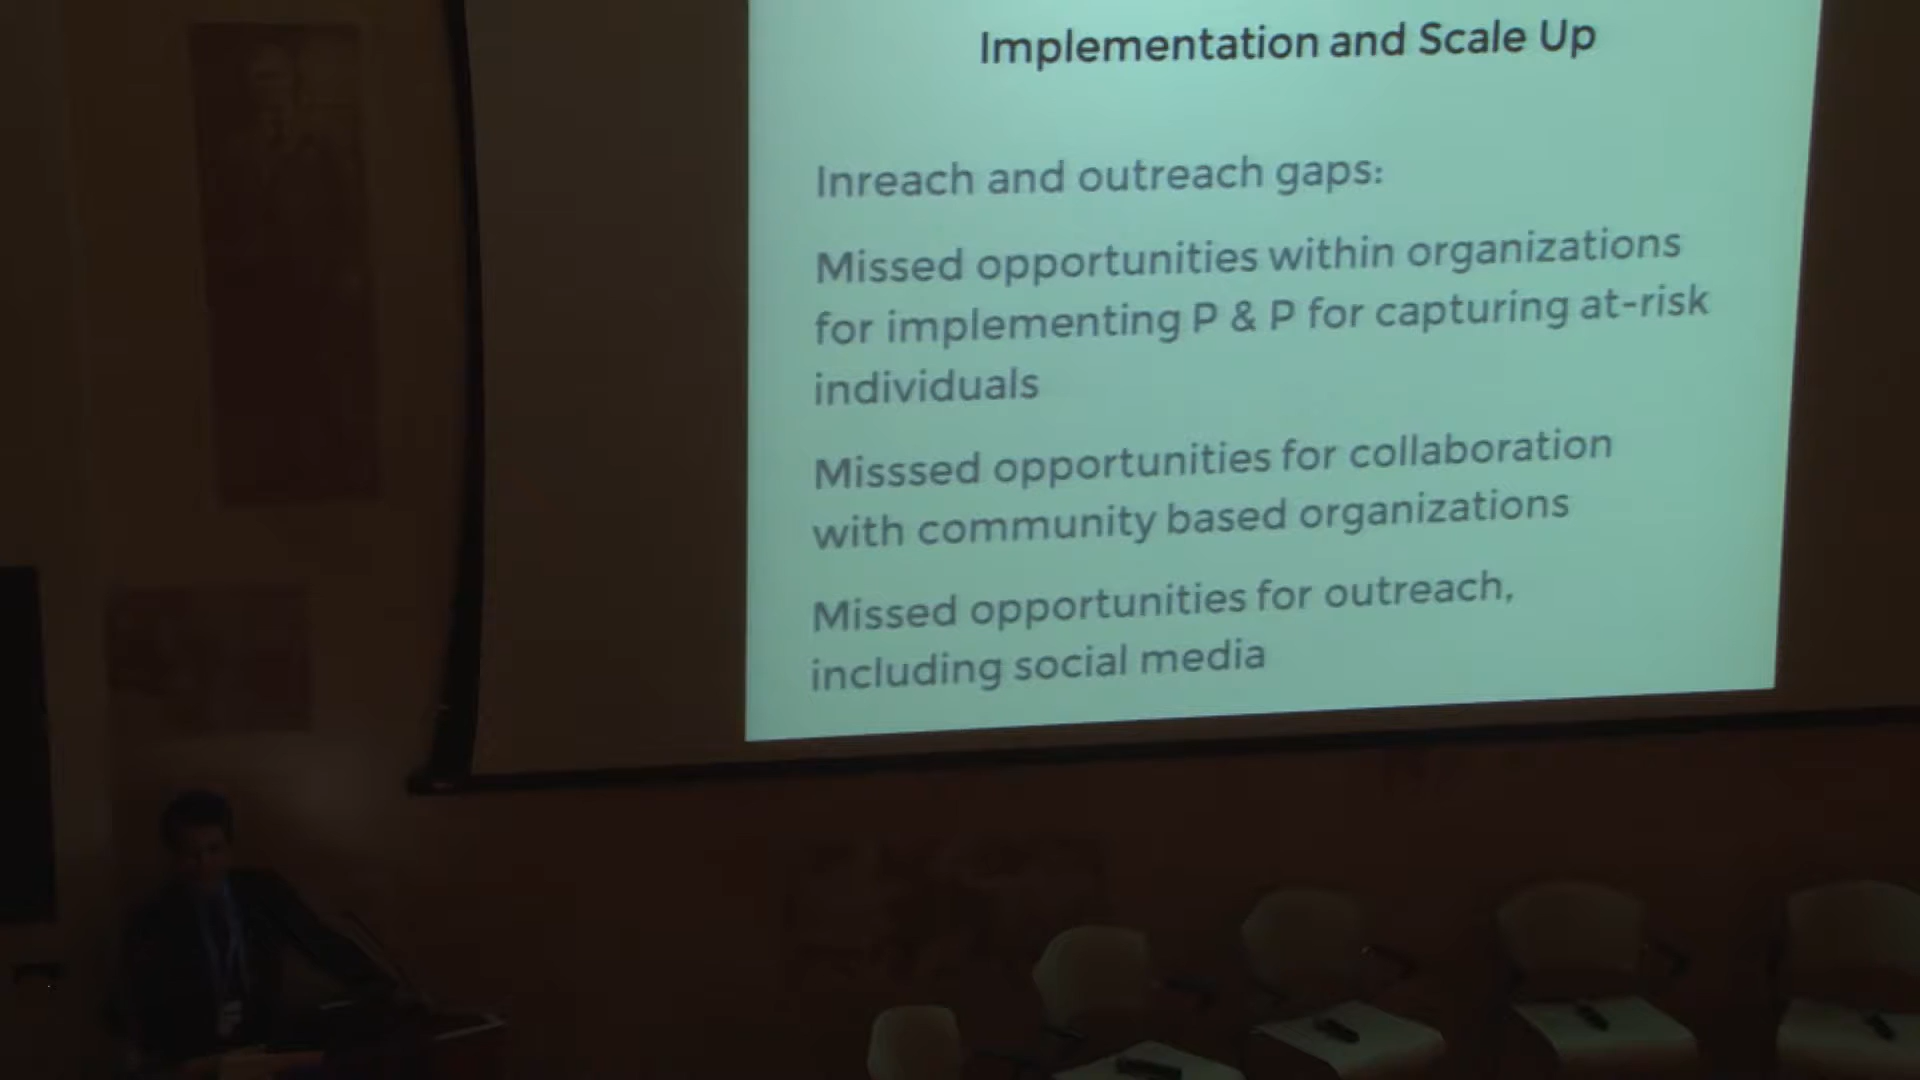 Implementation and Scale Up
Inreach and outreach gaps:
Missed opportunities within organizations
for implementing P & P for capturing at-risk
individuals
Misssed opportunities for collaboration
with community based organizations
Missed opportunities for outreach,
including social media